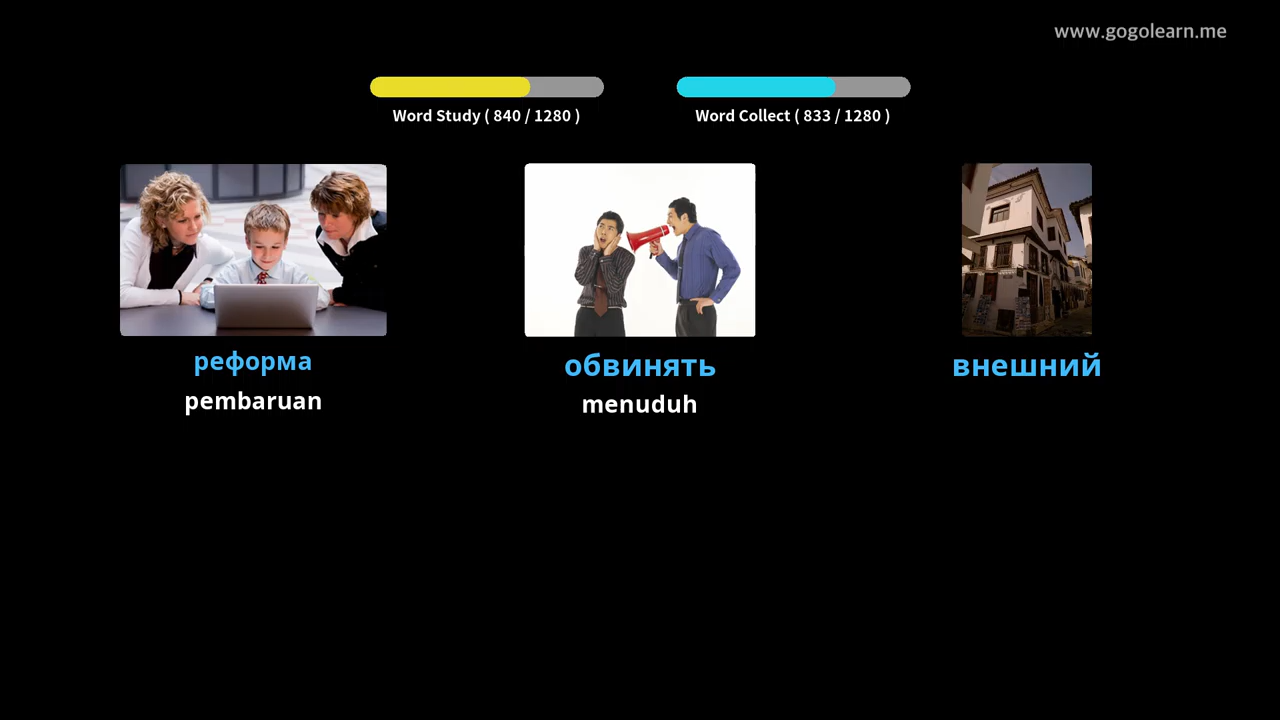 www.gogolearn.me
Word Study ( 840 / 1280 )
Word Collect ( 833 / 1280 )
реформа
pembaruan
обвинять
menuduh
внешний